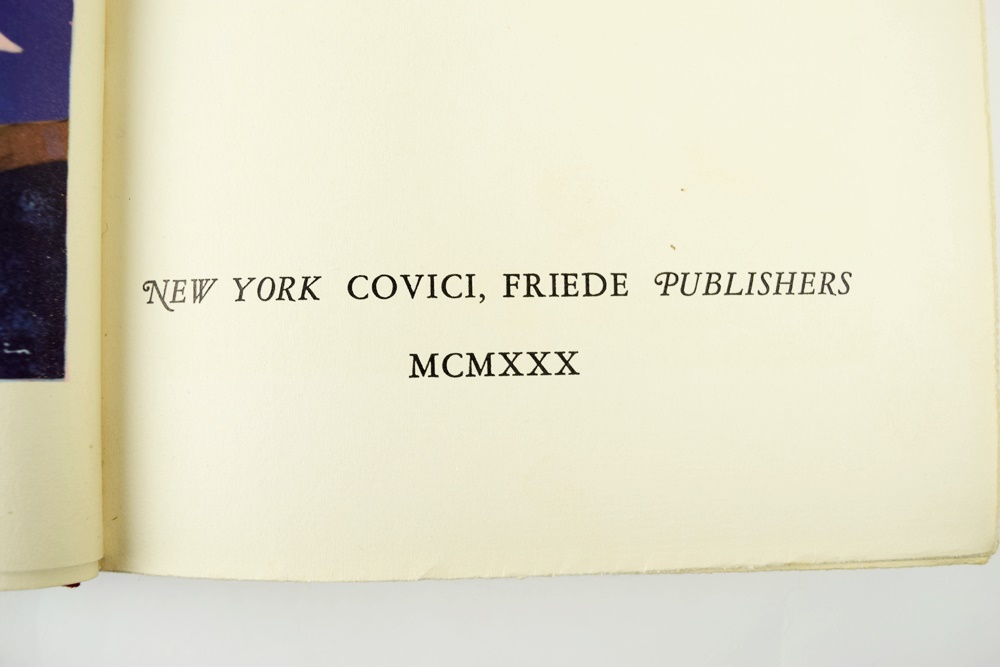 NEW YORK COVICI, FRIEDE PUBLISHERS
MCMXXX